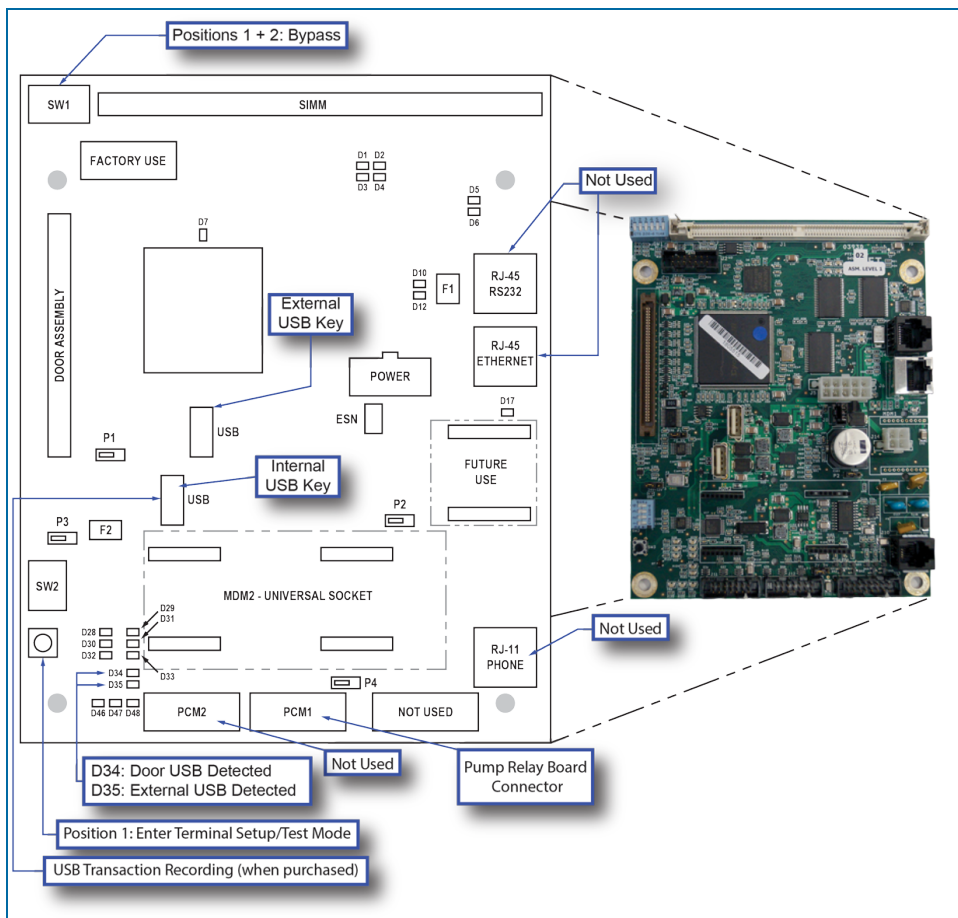 Positions 1 + 2: Bypass
SW1
SIMM
FACTORY USE
D1 D2
D3 D4
Not Used
D5
D6
D7
DOOR ASSEMBLY
D10
D12
F1
RJ-45
RS232
External
USB Key
RJ-45
ETHERNET
POWER
ESN
D17
USB
P1
FUTURE
USE
Internal
USB Key
USB
P2
P3
F2
SW2
MDM2 - UNIVERSAL SOCKET
D29
D31
D28
D30
D32
D33
D34
D35
RJ-11
PHONE
Not Used
P4
D46 D47 D48
PCM2
PCM1
NOT USED
Not Used
Pump Relay Board
Connector
D34: Door USB Detected
D35: External USB Detected
Position 1: Enter Terminal Setup/Test Mode
USB Transaction Recording (when purchased)
02
ASM. LEVEL 1